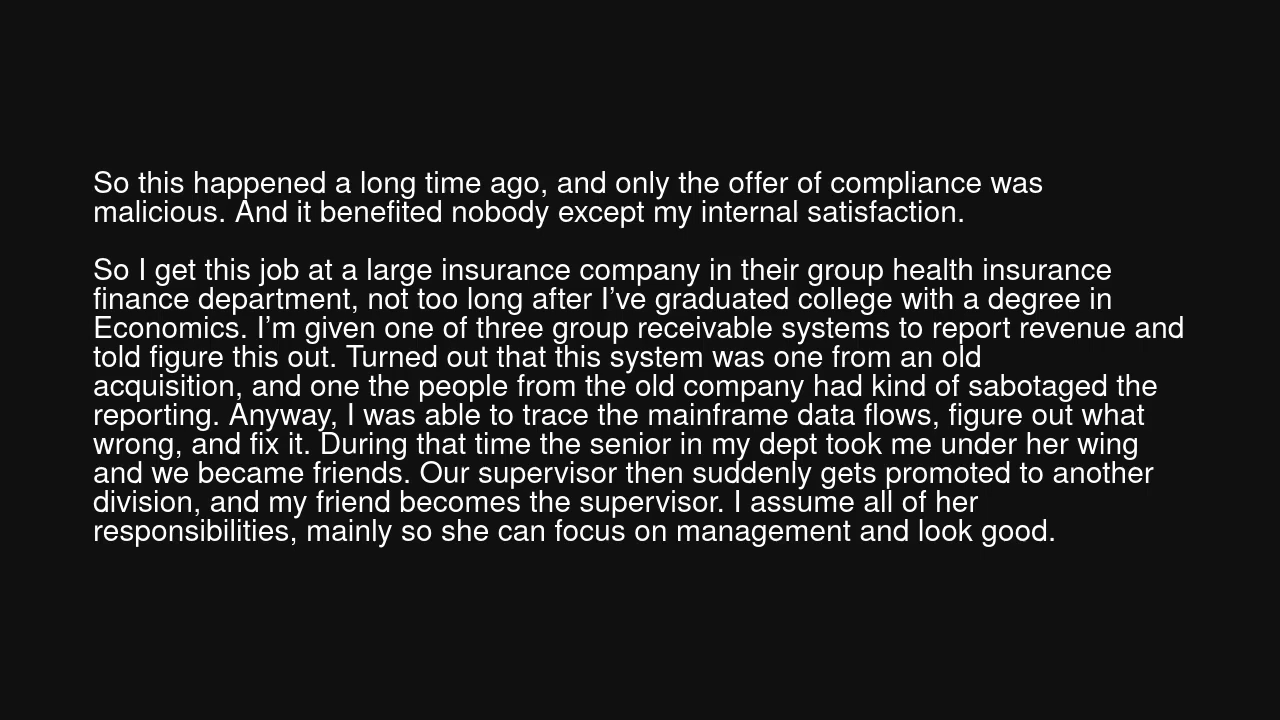 So this happened a long time ago, and only the offer of compliance was
malicious. And it benefited nobody except my internal satisfaction.
So I get this job at a large insurance company in their group health insurance
finance department, not too long after I’ve graduated college with a degree in
Economics. I’m given one of three group receivable systems to report revenue and
told figure this out. Turned out that this system was one from an old
acquisition, and one the people from the old company had kind of sabotaged the
reporting. Anyway, I was able to trace the mainframe data flows, figure out what
wrong, and fix it. During that time the senior in my dept took me under her wing
and we became friends. Our supervisor then suddenly gets promoted to another
division, and my friend becomes the supervisor. I assume all of her
responsibilities, mainly so she can focus on management and look good.